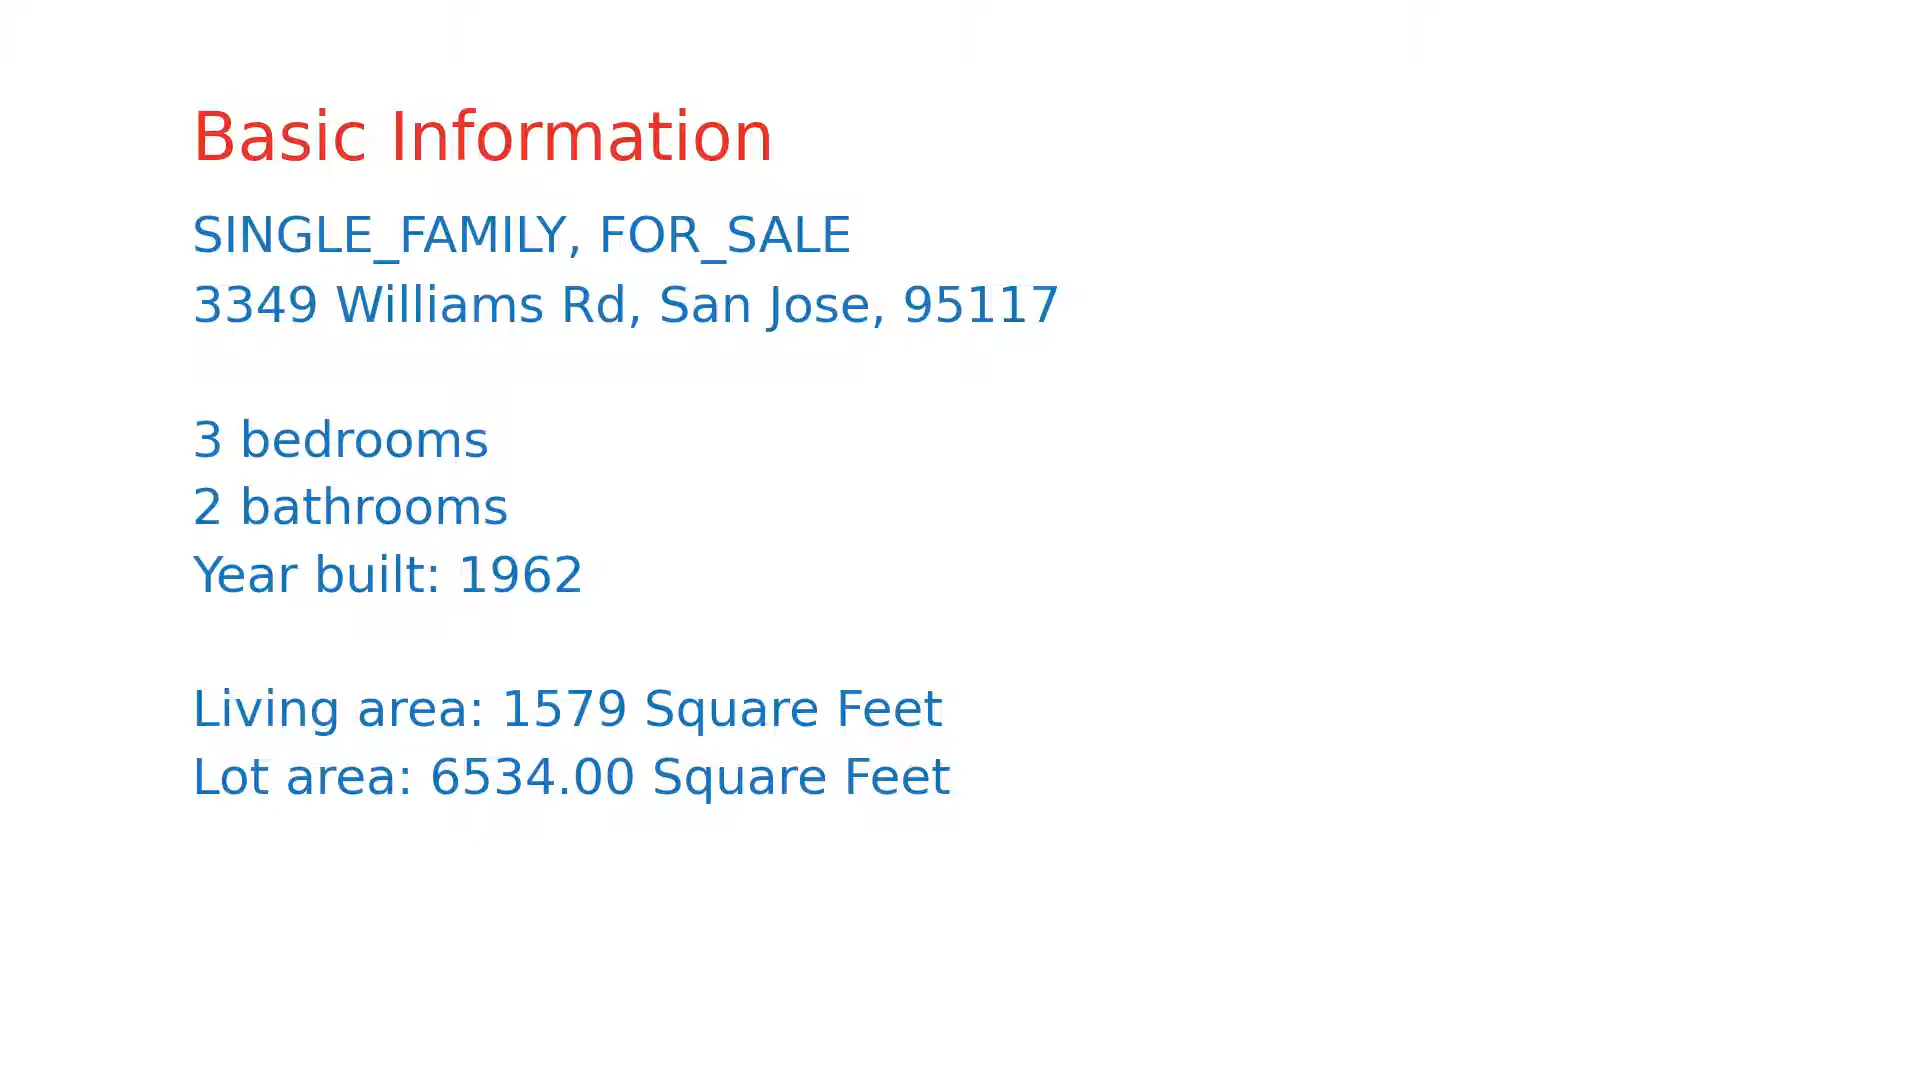 Basic Information
SINGLE_FAMILY, FOR_SALE
3349 Williams Rd, San Jose, 95117
3 bedrooms
2 bathrooms
Year built: 1962
Living area: 1579 Square Feet
Lot area: 6534.00 Square Feet